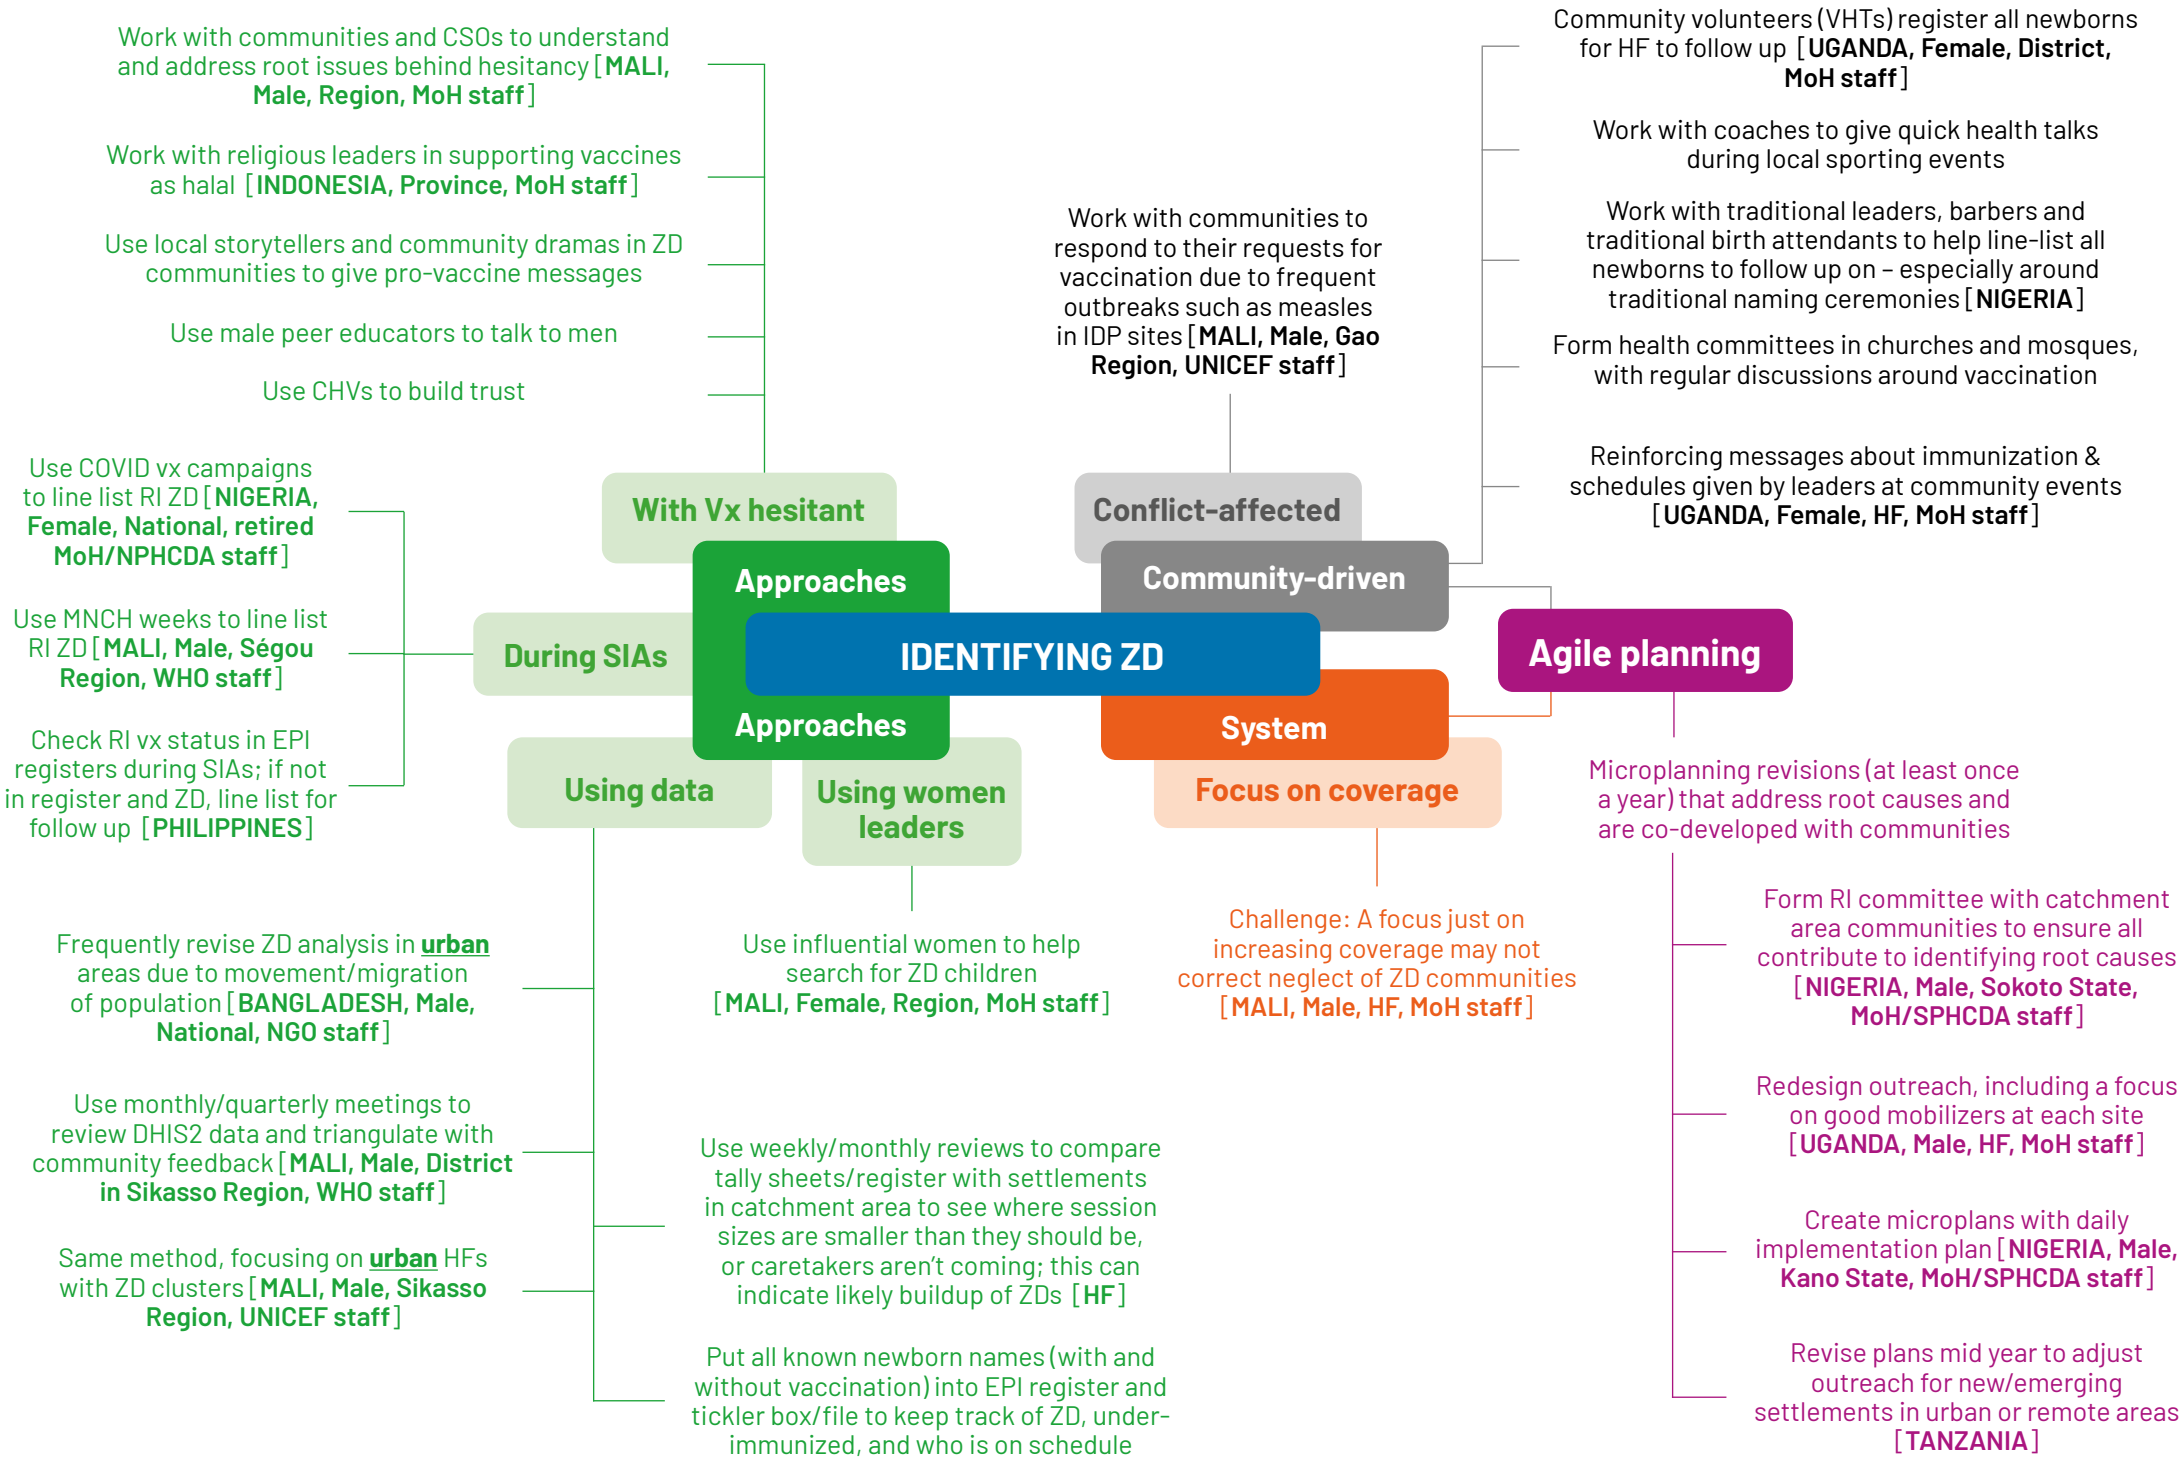 Work with communities and CSOs to understand
and address root issues behind hesitancy [MALI,
Male, Region, MoH staff]
Work with religious leaders in supporting vaccines
as halal [INDONESIA, Province, MoH staff]
Use local storytellers and community dramas in ZD
communities to give pro-vaccine messages
Use male peer educators to talk to men
Use CHVs to build trust
With Vx hesitant
Use COVID vx campaigns
to line list RI ZD [NIGERIA,
Female, National, retired
MoH/NPHCDA staff]
Use MNCH weeks to line list
RI ZD [MALI, Male, Ségou
Region, WHO staff]
Check RI vx status in EPI
registers during SIAs; if not
in register and ZD, line list for
follow up [PHILIPPINES]
During SIAs
Approaches
IDENTIFYING ZD
Approaches
Using data
Using women
leaders
Frequently revise ZD analysis in urban
areas due to movement/migration
of population [BANGLADESH, Male,
National, NGO staff]
Use monthly/quarterly meetings to
review DHIS2 data and triangulate with
community feedback [MALI, Male, District
in Sikasso Region, WHO staff]
Same method, focusing on urban HFs
with ZD clusters [MALI, Male, Sikasso
Region, UNICEF staff]
Use influential women to help
search for ZD children
[MALI, Female, Region, MoH staff]
Use weekly/monthly reviews to compare
tally sheets/register with settlements
in catchment area to see where session
sizes are smaller than they should be,
or caretakers aren't coming; this can
indicate likely buildup of ZDs [HF]
Put all known newborn names (with and
without vaccination) into EPI register and
tickler box/file to keep track of ZD, under-
immunized, and who is on schedule
Work with communities to
respond to their requests for
vaccination due to frequent
outbreaks such as measles
in IDP sites [MALI, Male, Gao
Region, UNICEF staff]
Conflict-affected
Community-driven
Community volunteers (VHTs) register all newborns
for HF to follow up [UGANDA, Female, District,
MoH staff]
Work with coaches to give quick health talks
during local sporting events
Work with traditional leaders, barbers and
traditional birth attendants to help line-list all
newborns to follow up on – especially around
traditional naming ceremonies [NIGERIA]
Form health committees in churches and mosques,
with regular discussions around vaccination
Reinforcing messages about immunization &
schedules given by leaders at community events
[UGANDA, Female, HF, MoH staff]
System
Focus on coverage
Challenge: A focus just on
increasing coverage may not
correct neglect of ZD communities
[MALI, Male, HF, MoH staff]
Agile planning
Microplanning revisions (at least once
a year) that address root causes and
are co-developed with communities
Form RI committee with catchment
area communities to ensure all
contribute to identifying root causes
[NIGERIA, Male, Sokoto State,
MoH/SPHCDA staff]
Redesign outreach, including a focus
on good mobilizers at each site
[UGANDA, Male, HF, MoH staff]
Create microplans with daily
implementation plan [NIGERIA, Male,
Kano State, MoH/SPHCDA staff]
Revise plans mid year to adjust
outreach for new/emerging
settlements in urban or remote areas
[TANZANIA]